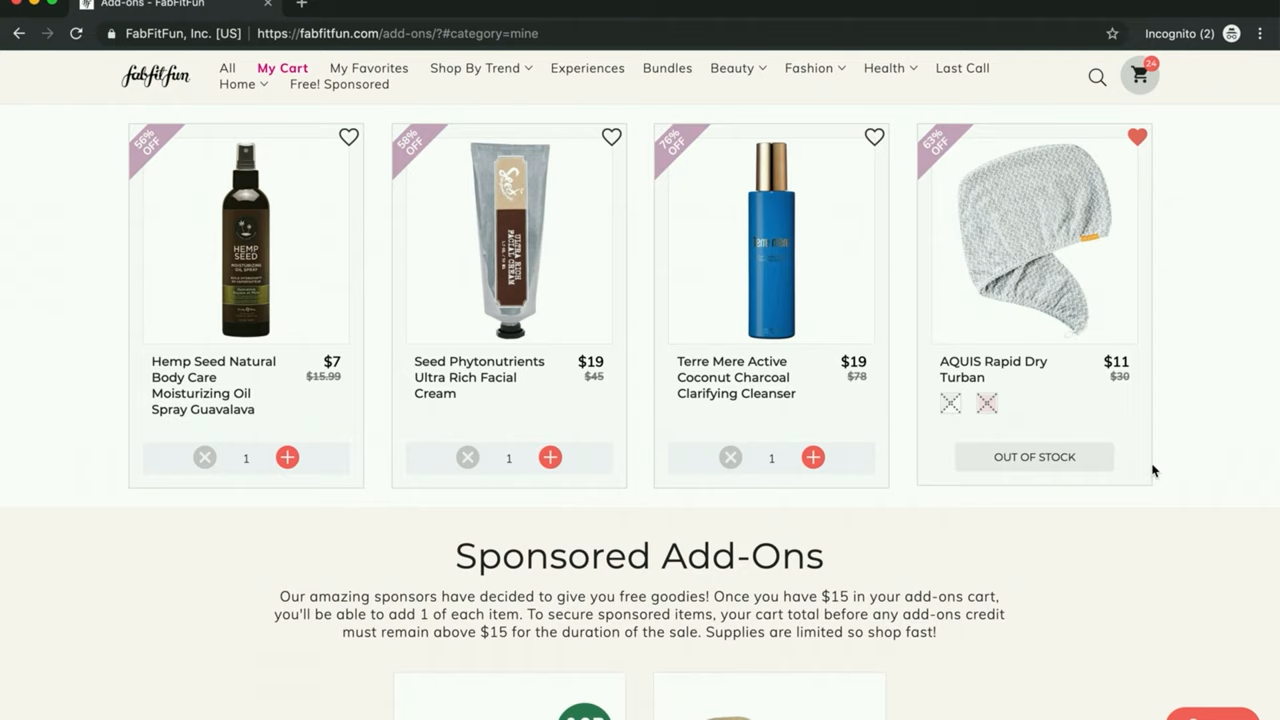 Add-ons - FabFitFun
FabFitFun, Inc. [US] https://fabfitfun.com/add-ons/?#category=mine
Incognito (2)
fabfitfun
All My Cart My Favorites Shop By Trend Experiences Bundles Beauty Fashion Health Last Call
Home Free! Sponsored
24
56% OFF
HEMP
SEED
Hemp Seed Natural
Body Care
Moisturizing Oil
Spray Guavalava
$7
$15.99
1
58% OFF
Seed
ULTRA RICH
FACIAL CREAM
Seed Phytonutrients
Ultra Rich Facial
Cream
$19
$45
1
76% OFF
Terre Mere Active
Coconut Charcoal
Clarifying Cleanser
$19
$78
1
63% OFF
AQUIS Rapid Dry
Turban
$11
$30
OUT OF STOCK
Sponsored Add-Ons
Our amazing sponsors have decided to give you free goodies! Once you have $15 in your add-ons cart,
you'll be able to add 1 of each item. To secure sponsored items, your cart total before any add-ons credit
must remain above $15 for the duration of the sale. Supplies are limited so shop fast!